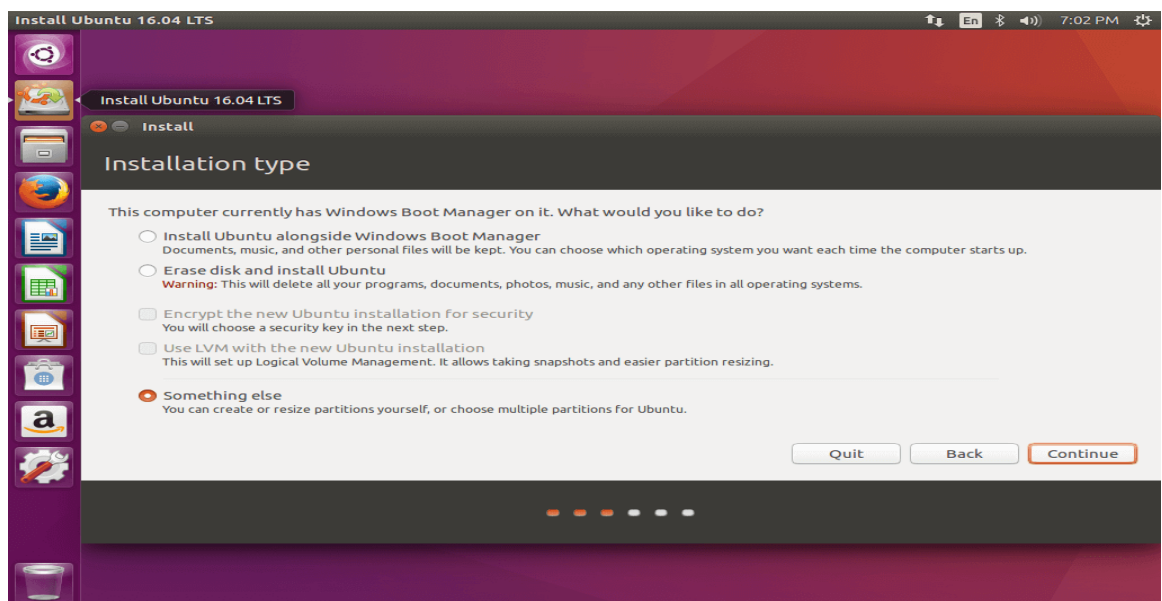 Install Ubuntu 16.04 LTS
En
7:02 PM
Install Ubuntu 16.04 LTS
Install
Installation type
This computer currently has Windows Boot Manager on it. What would you like to do?
Install Ubuntu alongside Windows Boot Manager
Documents, music, and other personal files will be kept. You can choose which operating system you want each time the computer starts up.
Erase disk and install Ubuntu
Warning: This will delete all your programs, documents, photos, music, and any other files in all operating systems.
Encrypt the new Ubuntu installation for security
You will choose a security key in the next step.
Use LVM with the new Ubuntu installation
This will set up Logical Volume Management. It allows taking snapshots and easier partition resizing.
Something else
You can create or resize partitions yourself, or choose multiple partitions for Ubuntu.
a
Quit
Back
Continue